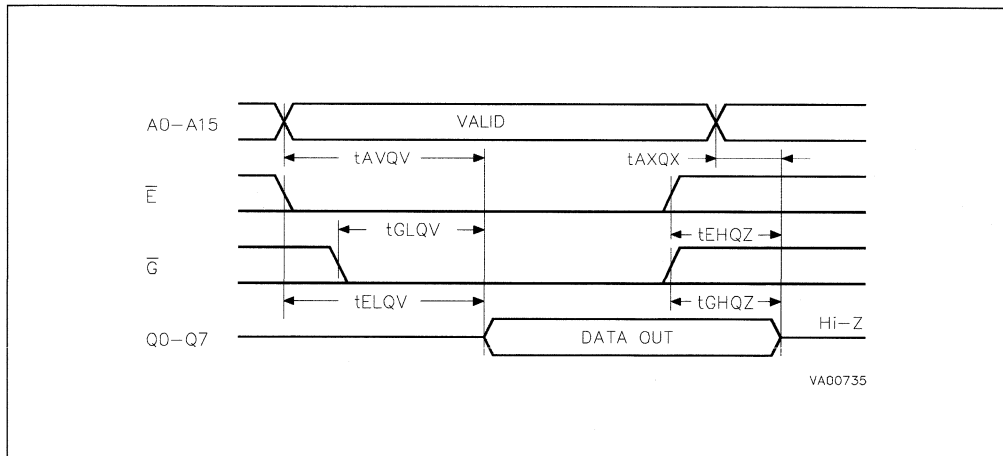 A0-A15
VALID
tAVQV
tAXQX
E̅
tGLQV
tEHQZ
G̅
tELQV
tGHQZ
Q0-Q7
DATA OUT
Hi-Z
VA00735